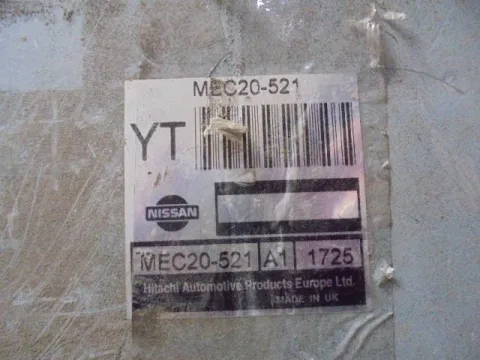 MEC20-521
YT
NISSAN
MEC20-521 A1 1725
Hitachi Automotive Products Europe Ltd.
MADE IN UK